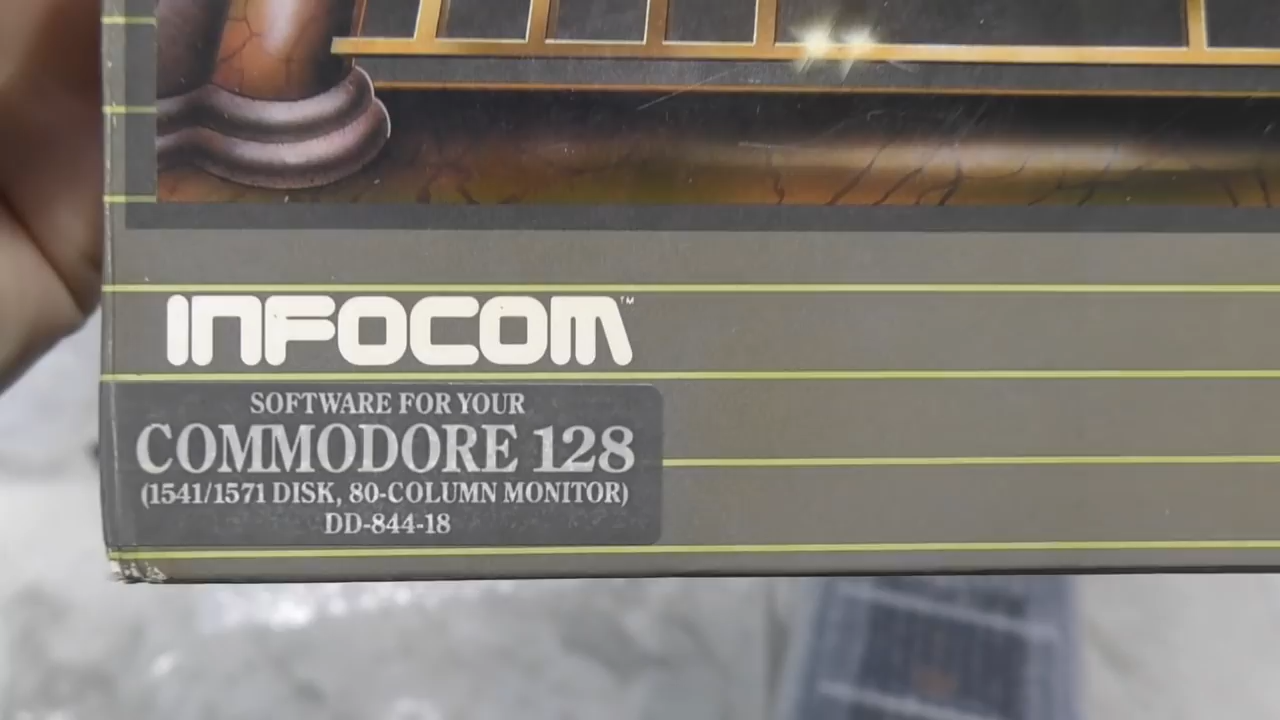 INFOCOM™
SOFTWARE FOR YOUR
COMMODORE 128
(1541/1571 DISK, 80-COLUMN MONITOR)
DD-844-18